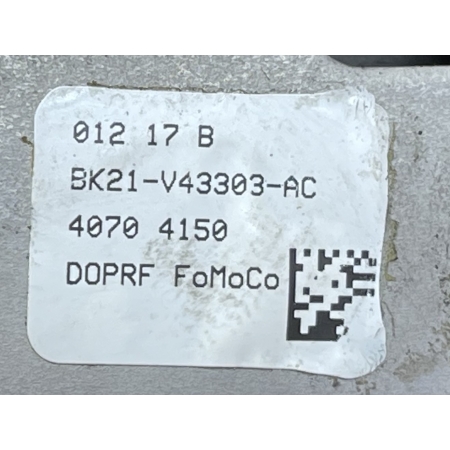 012 17 B
BK21-V43303-AC
4070 4150
DOPRF FoMoCo